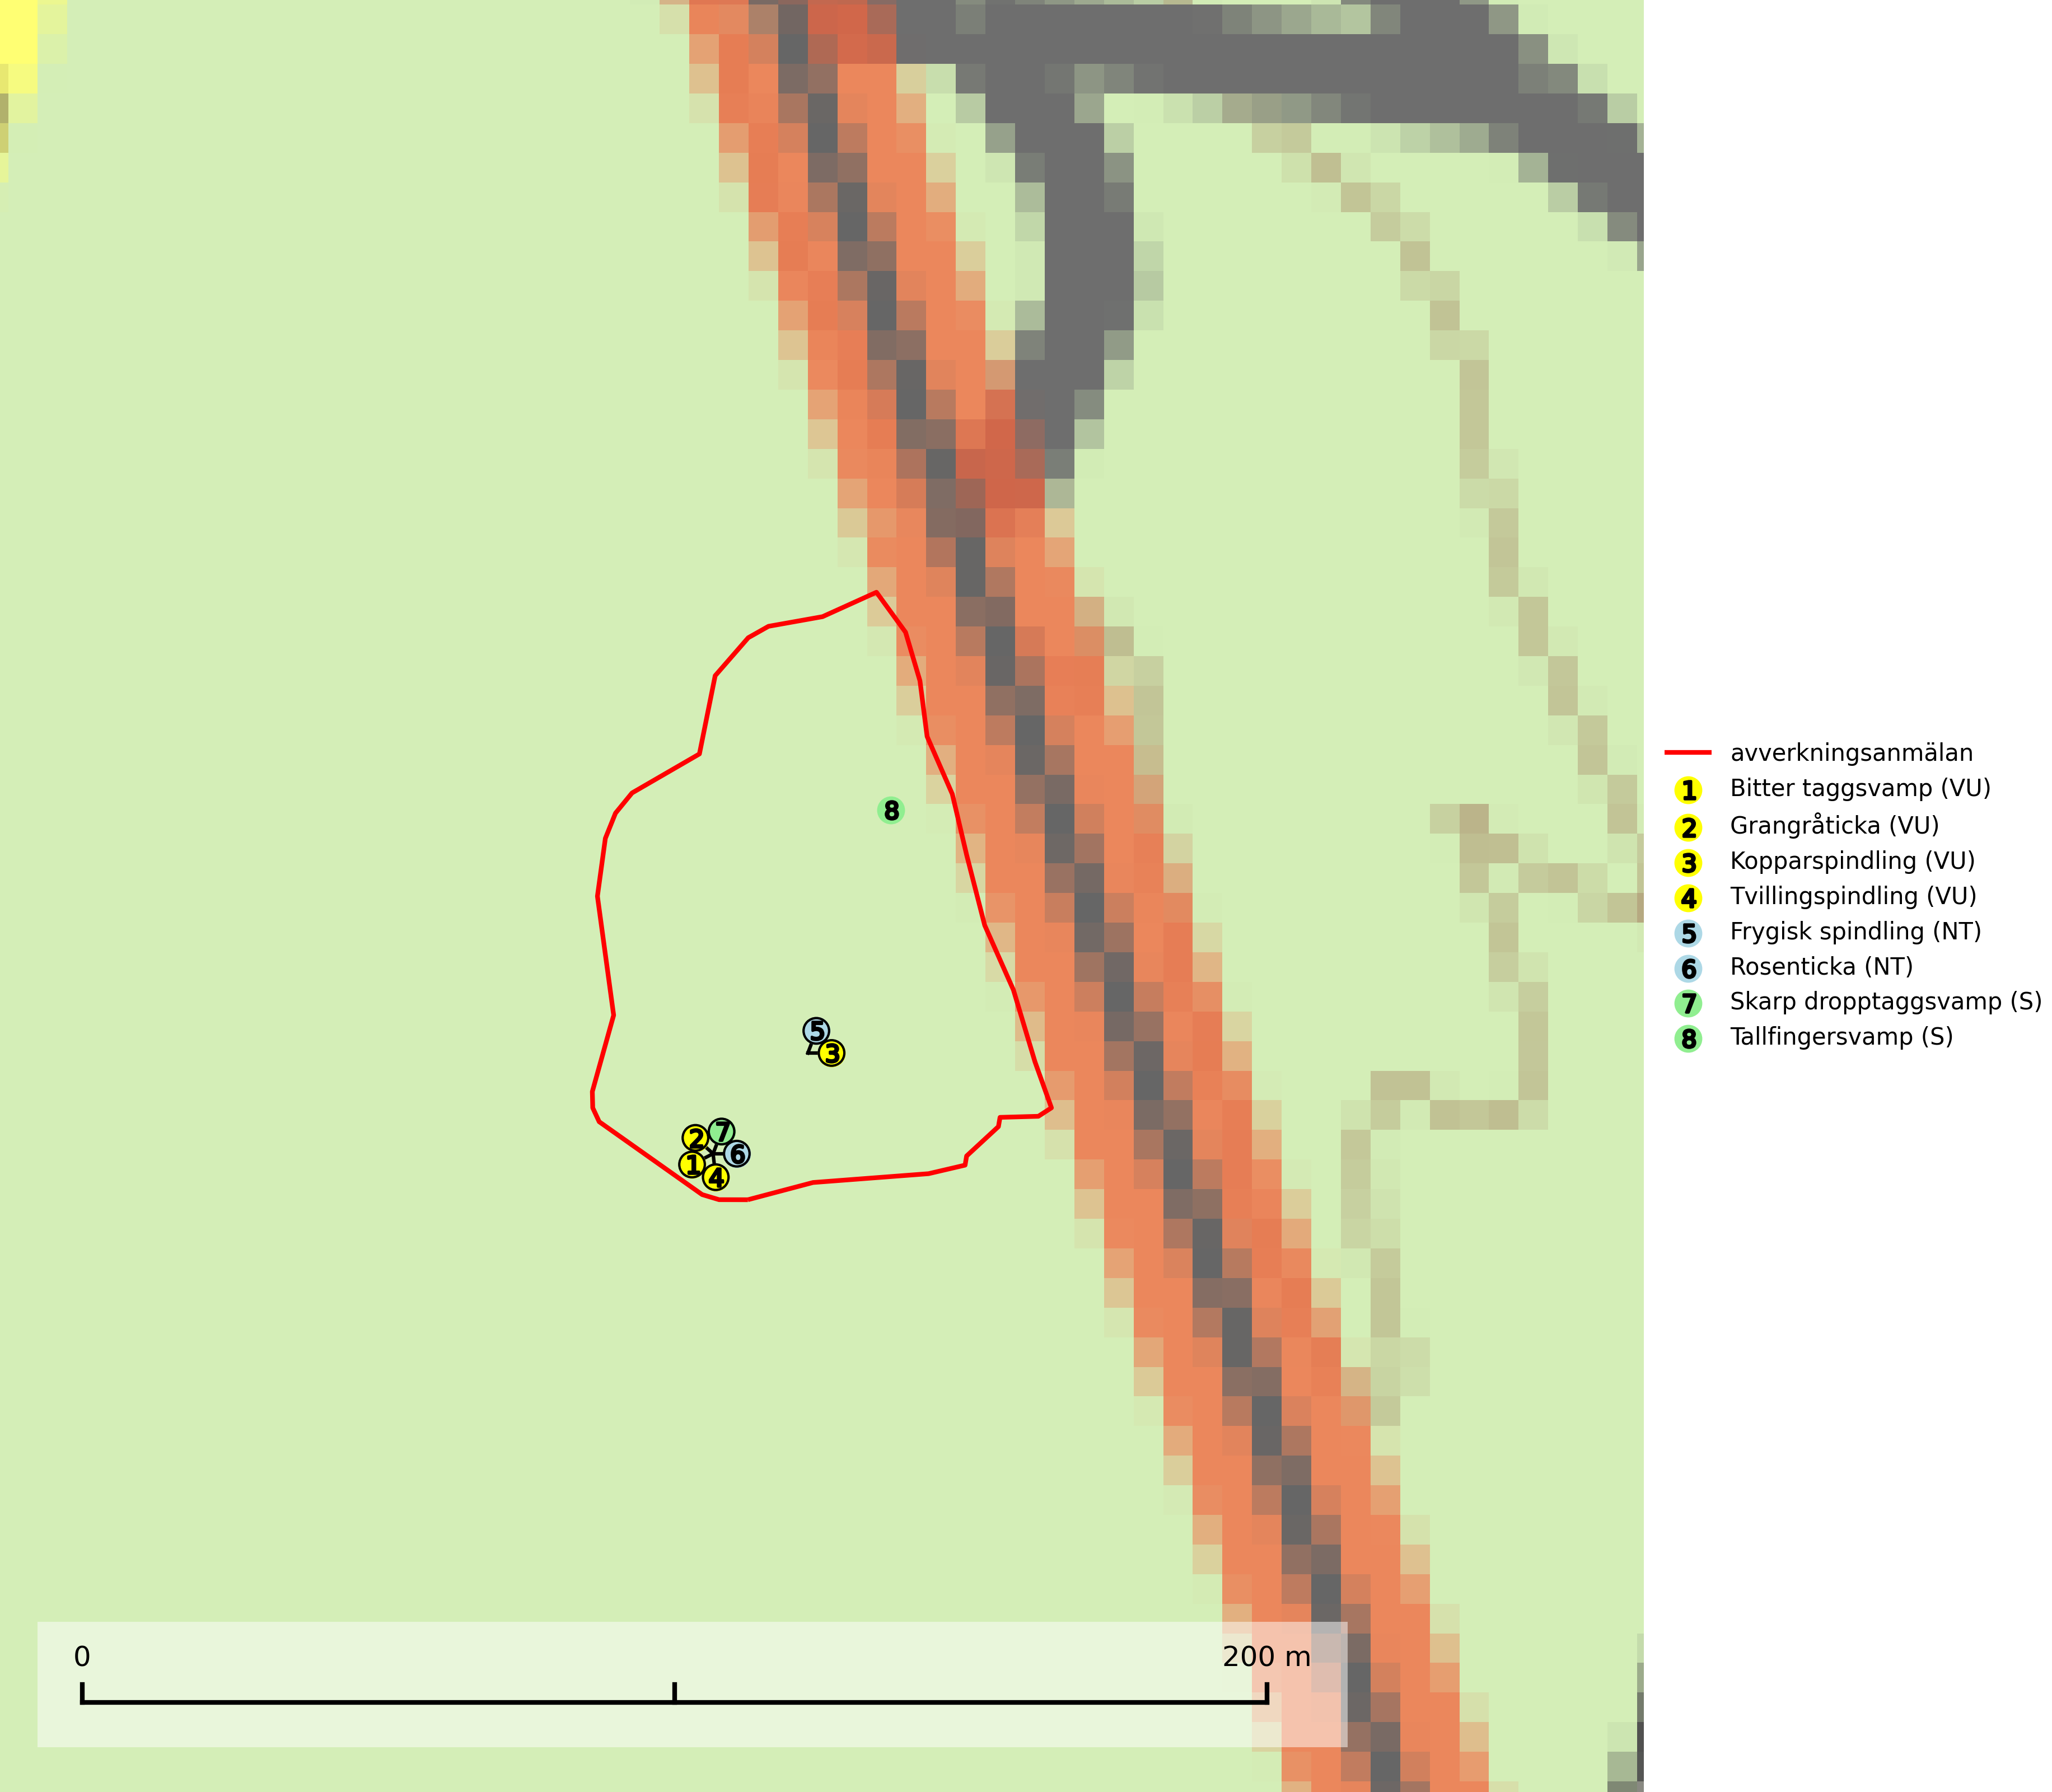 8
5
3
2
7
6
1
4
0
200 m
avverkningsanmälan
1 Bitter taggsvamp (VU)
2 Grangråticka (VU)
3 Kopparspindling (VU)
4 Tvillingspindling (VU)
5 Frygisk spindling (NT)
6 Rosenticka (NT)
7 Skarp dropptaggsvamp (S)
8 Tallfingersvamp (S)